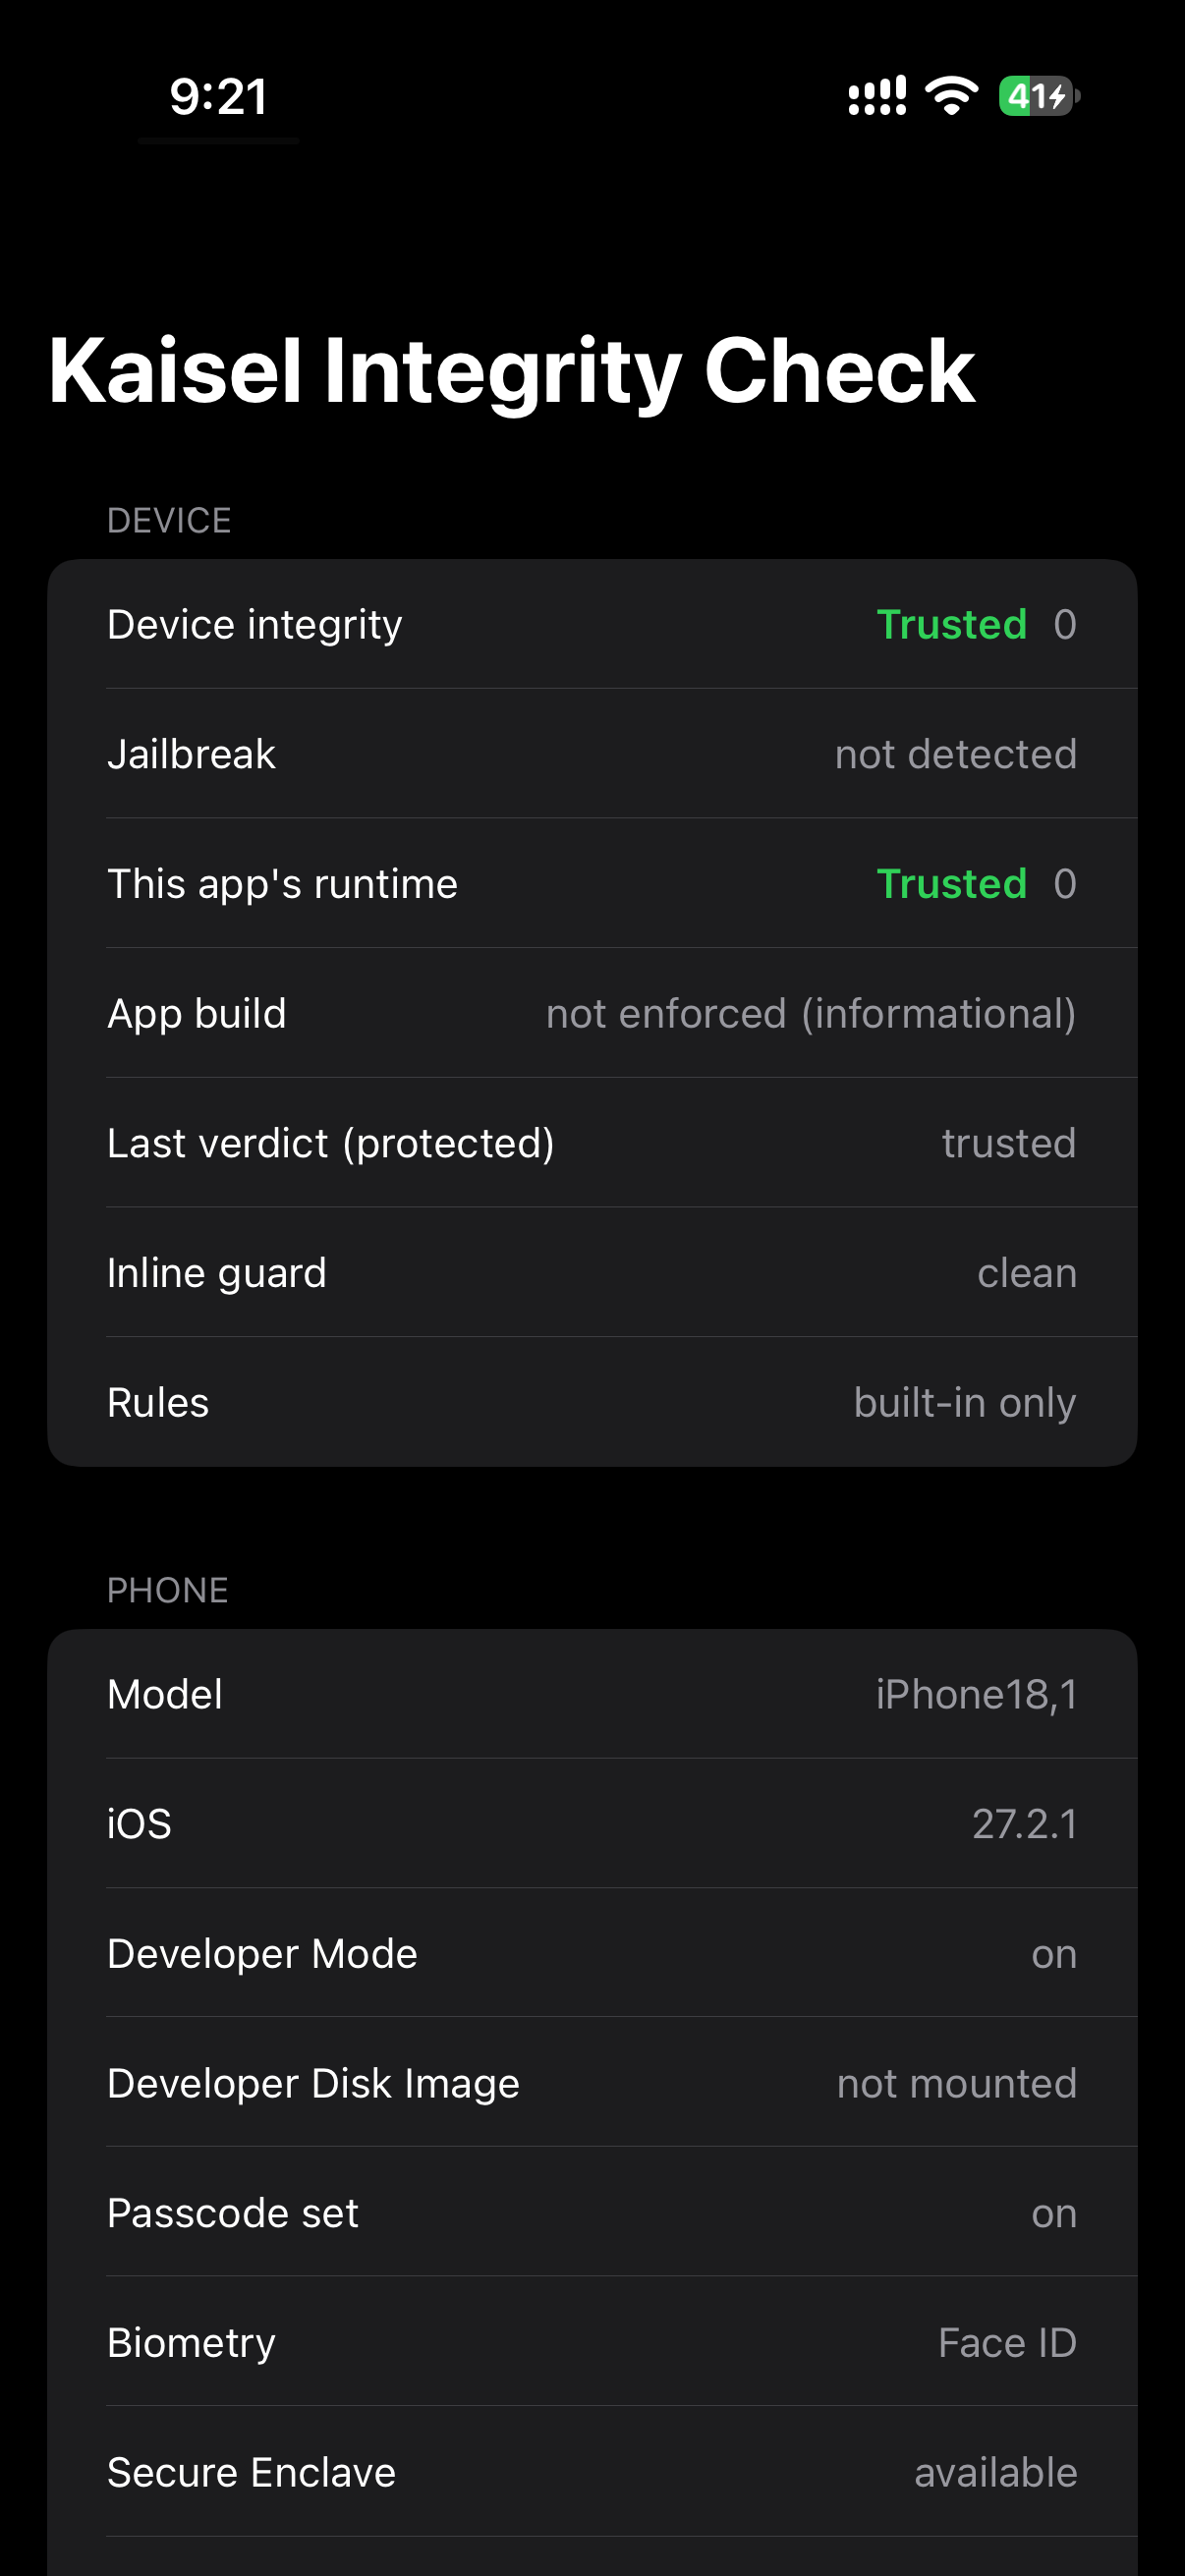 9:21
41
Kaisel Integrity Check
DEVICE
Device integrity Trusted 0
Jailbreak not detected
This app's runtime Trusted 0
App build not enforced (informational)
Last verdict (protected) trusted
Inline guard clean
Rules built-in only
PHONE
Model iPhone18,1
iOS 27.2.1
Developer Mode on
Developer Disk Image not mounted
Passcode set on
Biometry Face ID
Secure Enclave available